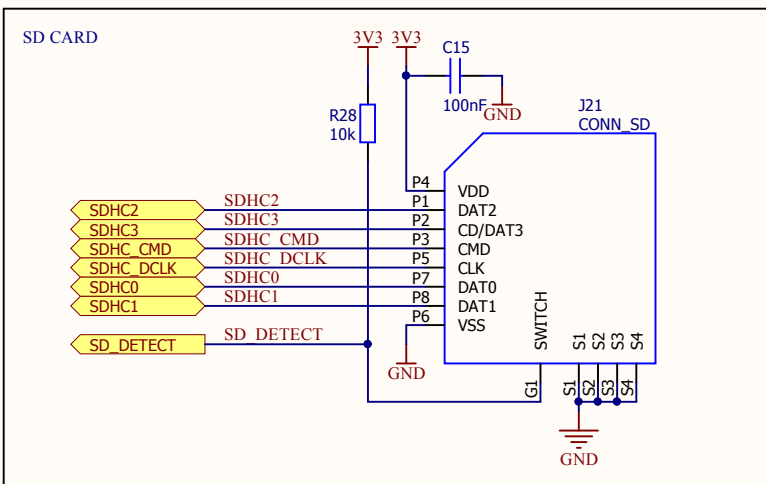 SD CARD
3V3 3V3
C15
100nF
GND
R28
10k
J21
CONN_SD
P4 VDD
SDHC2 SDHC2 P1 DAT2
SDHC3 SDHC3 P2 CD/DAT3
SDHC_CMD SDHC_CMD P3 CMD
SDHC_DCLK SDHC_DCLK P5 CLK
SDHC0 SDHC0 P7 DAT0
SDHC1 SDHC1 P8 DAT1
P6 VSS
SD_DETECT SD_DETECT
GND
SWITCH S1 S2 S3 S4
G1 S1 S2 S3 S4
GND